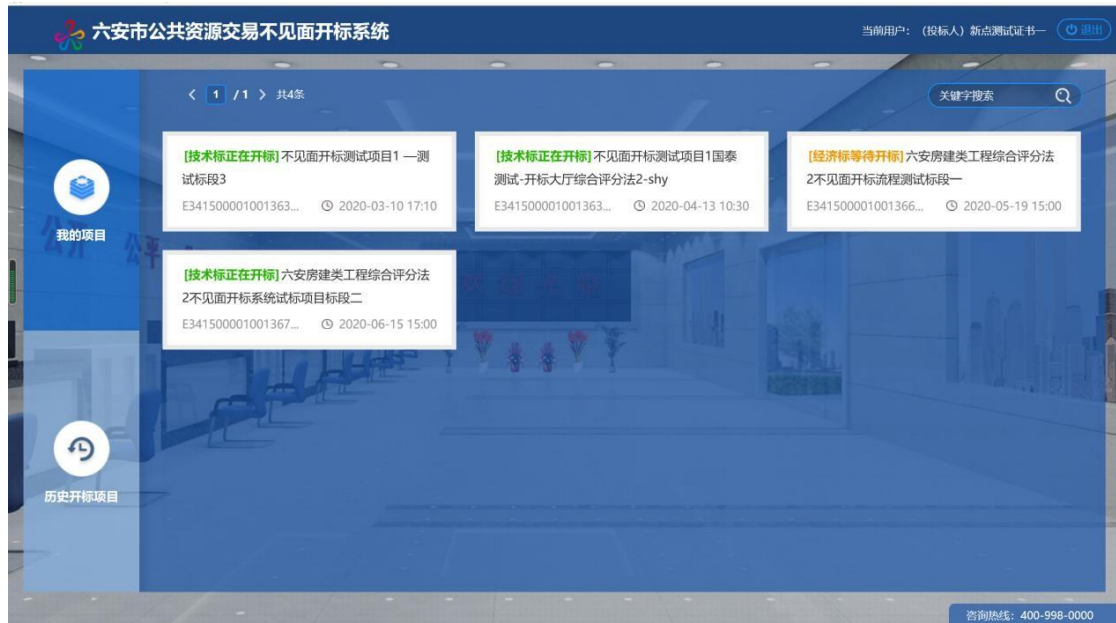 六安市公共资源交易不见面开标系统
当前用户：（投标人）新点测试证书一
退出
1 / 1 共4条
关键字搜索
[技术标正在开标] 不见面开标测试项目1 —测
试标段3
E341500001001363... 2020-03-10 17:10
[技术标正在开标] 不见面开标测试项目1国泰
测试-开标大厅综合评分法2-shy
E341500001001363... 2020-04-13 10:30
[经济标等待开标] 六安房建类工程综合评分法
2不见面开标流程测试标段一
E341500001001366... 2020-05-19 15:00
我的项目
[技术标正在开标] 六安房建类工程综合评分法
2不见面开标系统试标项目标段二
E341500001001367... 2020-06-15 15:00
历史开标项目
咨询热线：400-998-0000